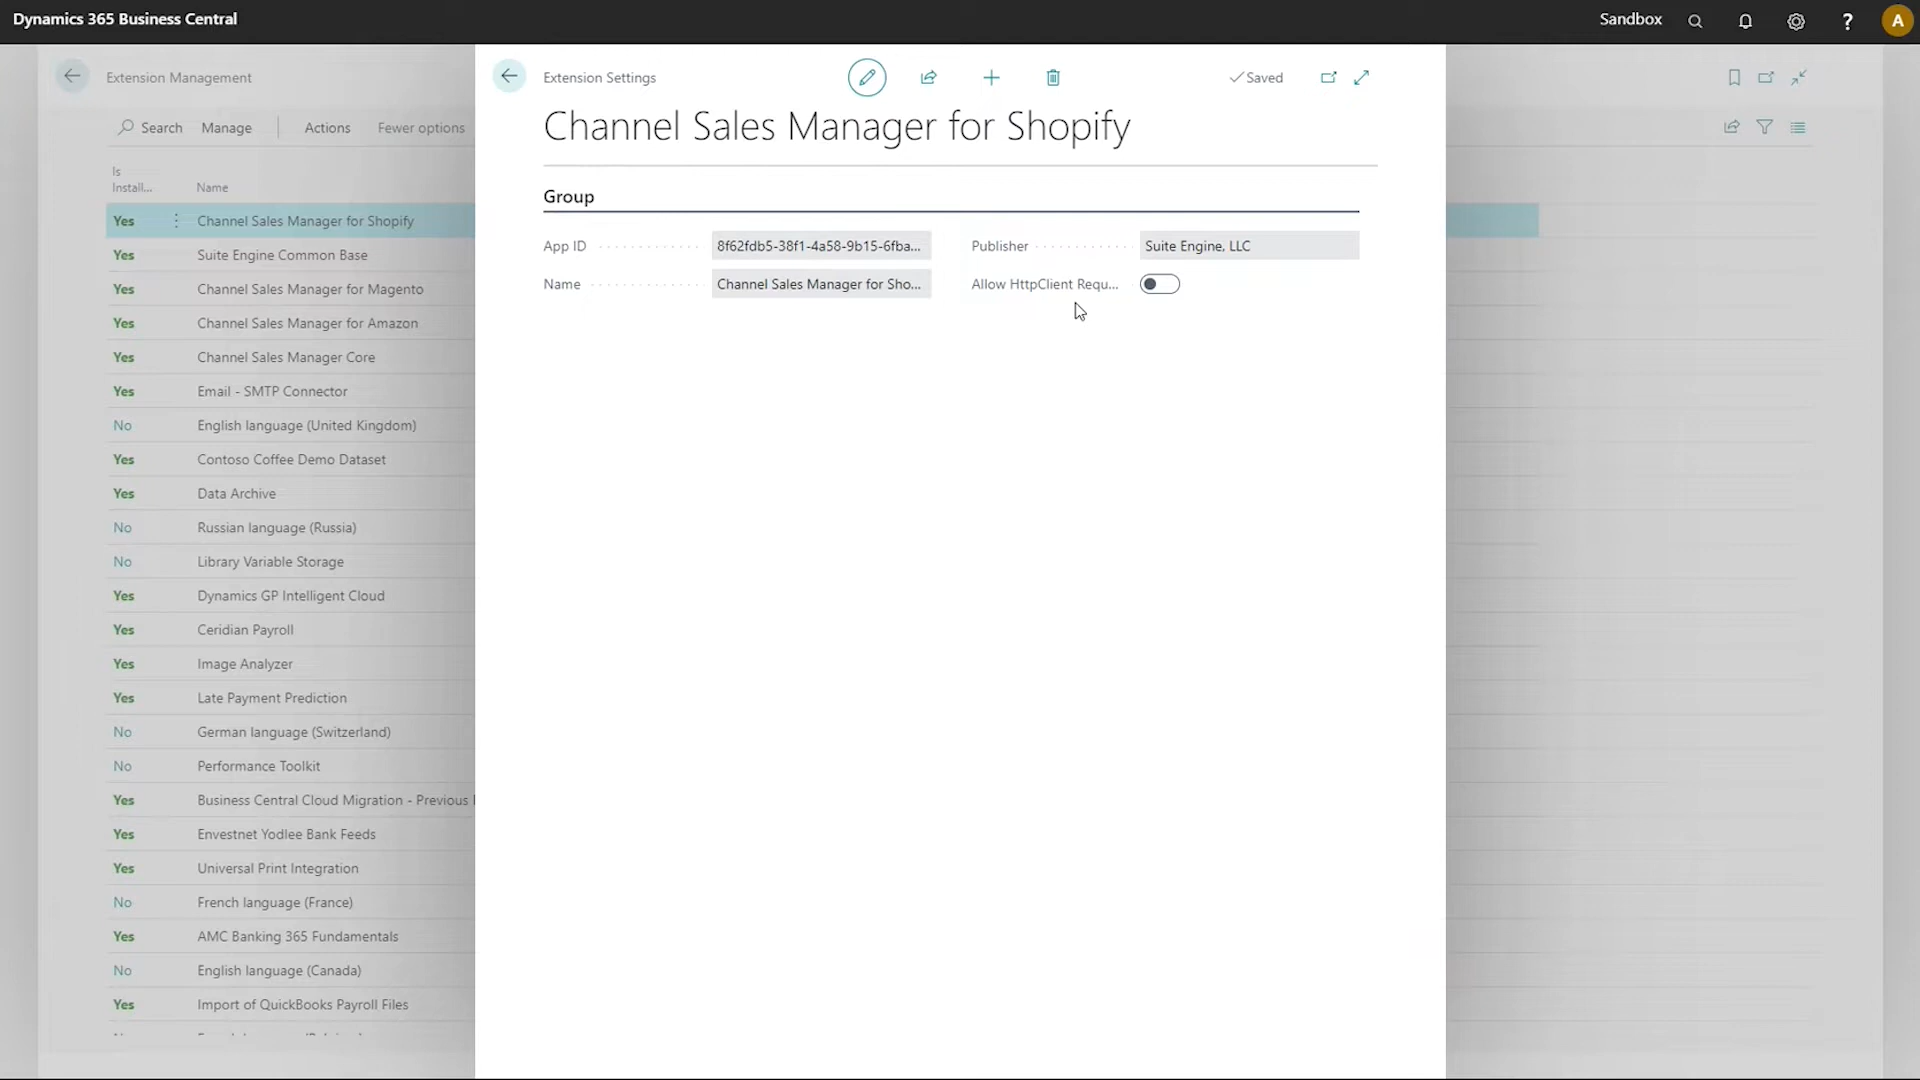 Dynamics 365 Business Central
Sandbox
?
A
Extension Management
Search
Manage
Actions
Fewer options
Is
Install...
Name
Yes
Channel Sales Manager for Shopify
Yes
Suite Engine Common Base
Yes
Channel Sales Manager for Magento
Yes
Channel Sales Manager for Amazon
Yes
Channel Sales Manager Core
Yes
Email - SMTP Connector
No
English language (United Kingdom)
Yes
Contoso Coffee Demo Dataset
Yes
Data Archive
No
Russian language (Russia)
No
Library Variable Storage
Yes
Dynamics GP Intelligent Cloud
Yes
Ceridian Payroll
Yes
Image Analyzer
Yes
Late Payment Prediction
No
German language (Switzerland)
No
Performance Toolkit
Yes
Business Central Cloud Migration - Previous
Yes
Envestnet Yodlee Bank Feeds
Yes
Universal Print Integration
No
French language (France)
Yes
AMC Banking 365 Fundamentals
No
English language (Canada)
Yes
Import of QuickBooks Payroll Files
Extension Settings
Saved
Channel Sales Manager for Shopify
Group
App ID
8f62fdb5-38f1-4a58-9b15-6fba...
Publisher
Suite Engine, LLC
Name
Channel Sales Manager for Sho...
Allow HttpClient Requ...